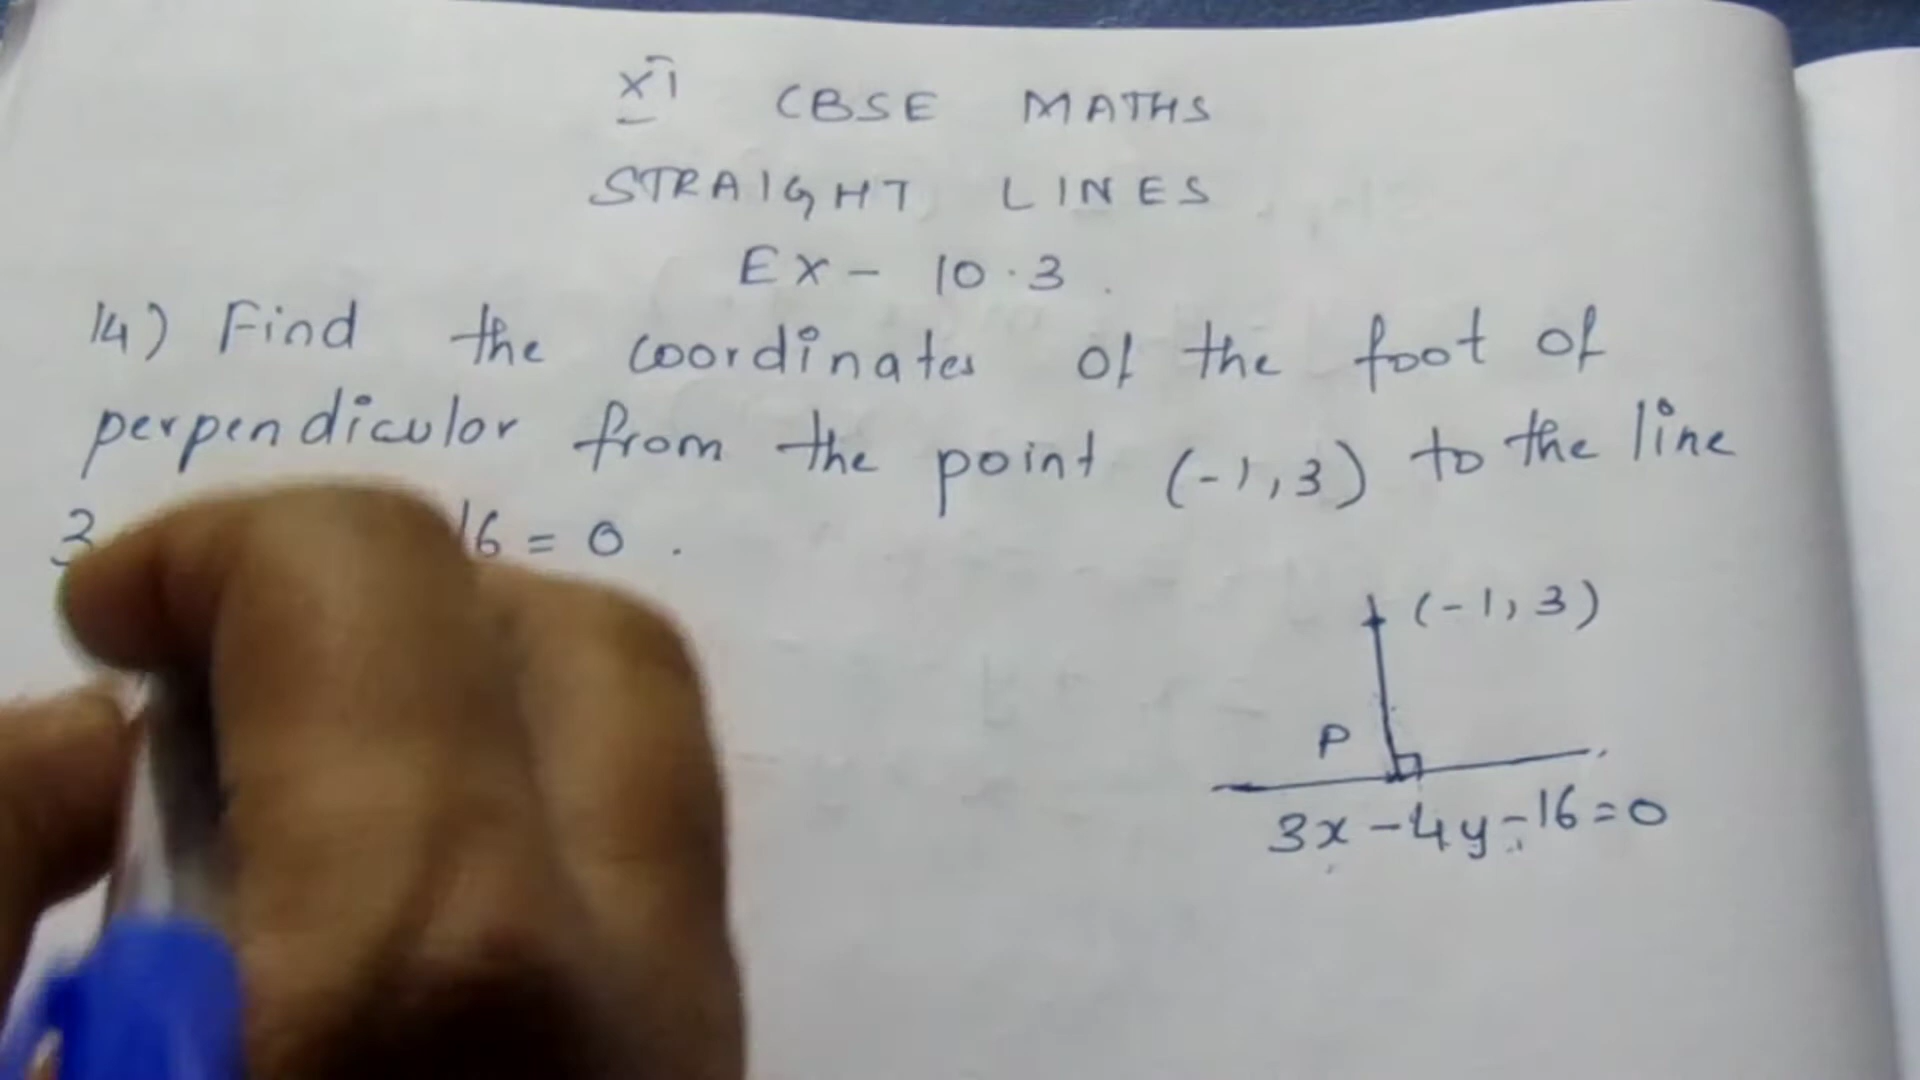 XI CBSE MATHS
STRAIGHT LINES
EX - 10.3.
14) Find the coordinates of the foot of
perpendicular from the point (-1,3) to the line
3 16 = 0 .
(-1, 3)
P
3x - 4y - 16 = 0